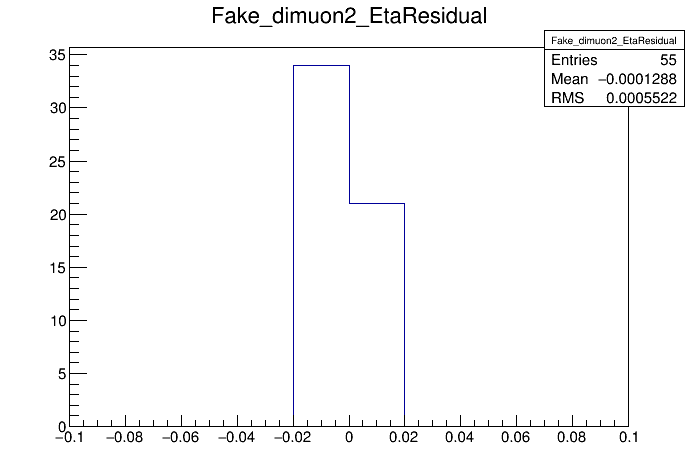 Fake_dimuon2_EtaResidual
Fake_dimuon2_EtaResidual
Entries 55
Mean −0.0001288
RMS 0.0005522
35
30
25
20
15
10
5
0
−0.1 −0.08 −0.06 −0.04 −0.02 0 0.02 0.04 0.06 0.08 0.1